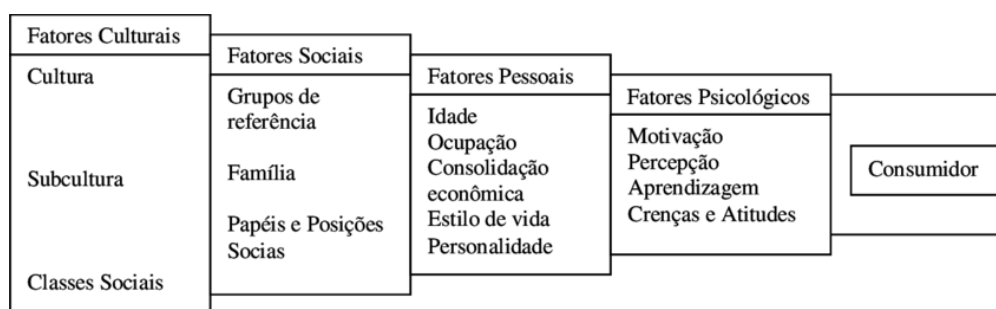 Fatores Culturais
Cultura
Subcultura
Classes Sociais
Fatores Sociais
Grupos de
referência
Família
Papéis e Posições
Socias
Fatores Pessoais
Idade
Ocupação
Consolidação
econômica
Estilo de vida
Personalidade
Fatores Psicológicos
Motivação
Percepção
Aprendizagem
Crenças e Atitudes
Consumidor